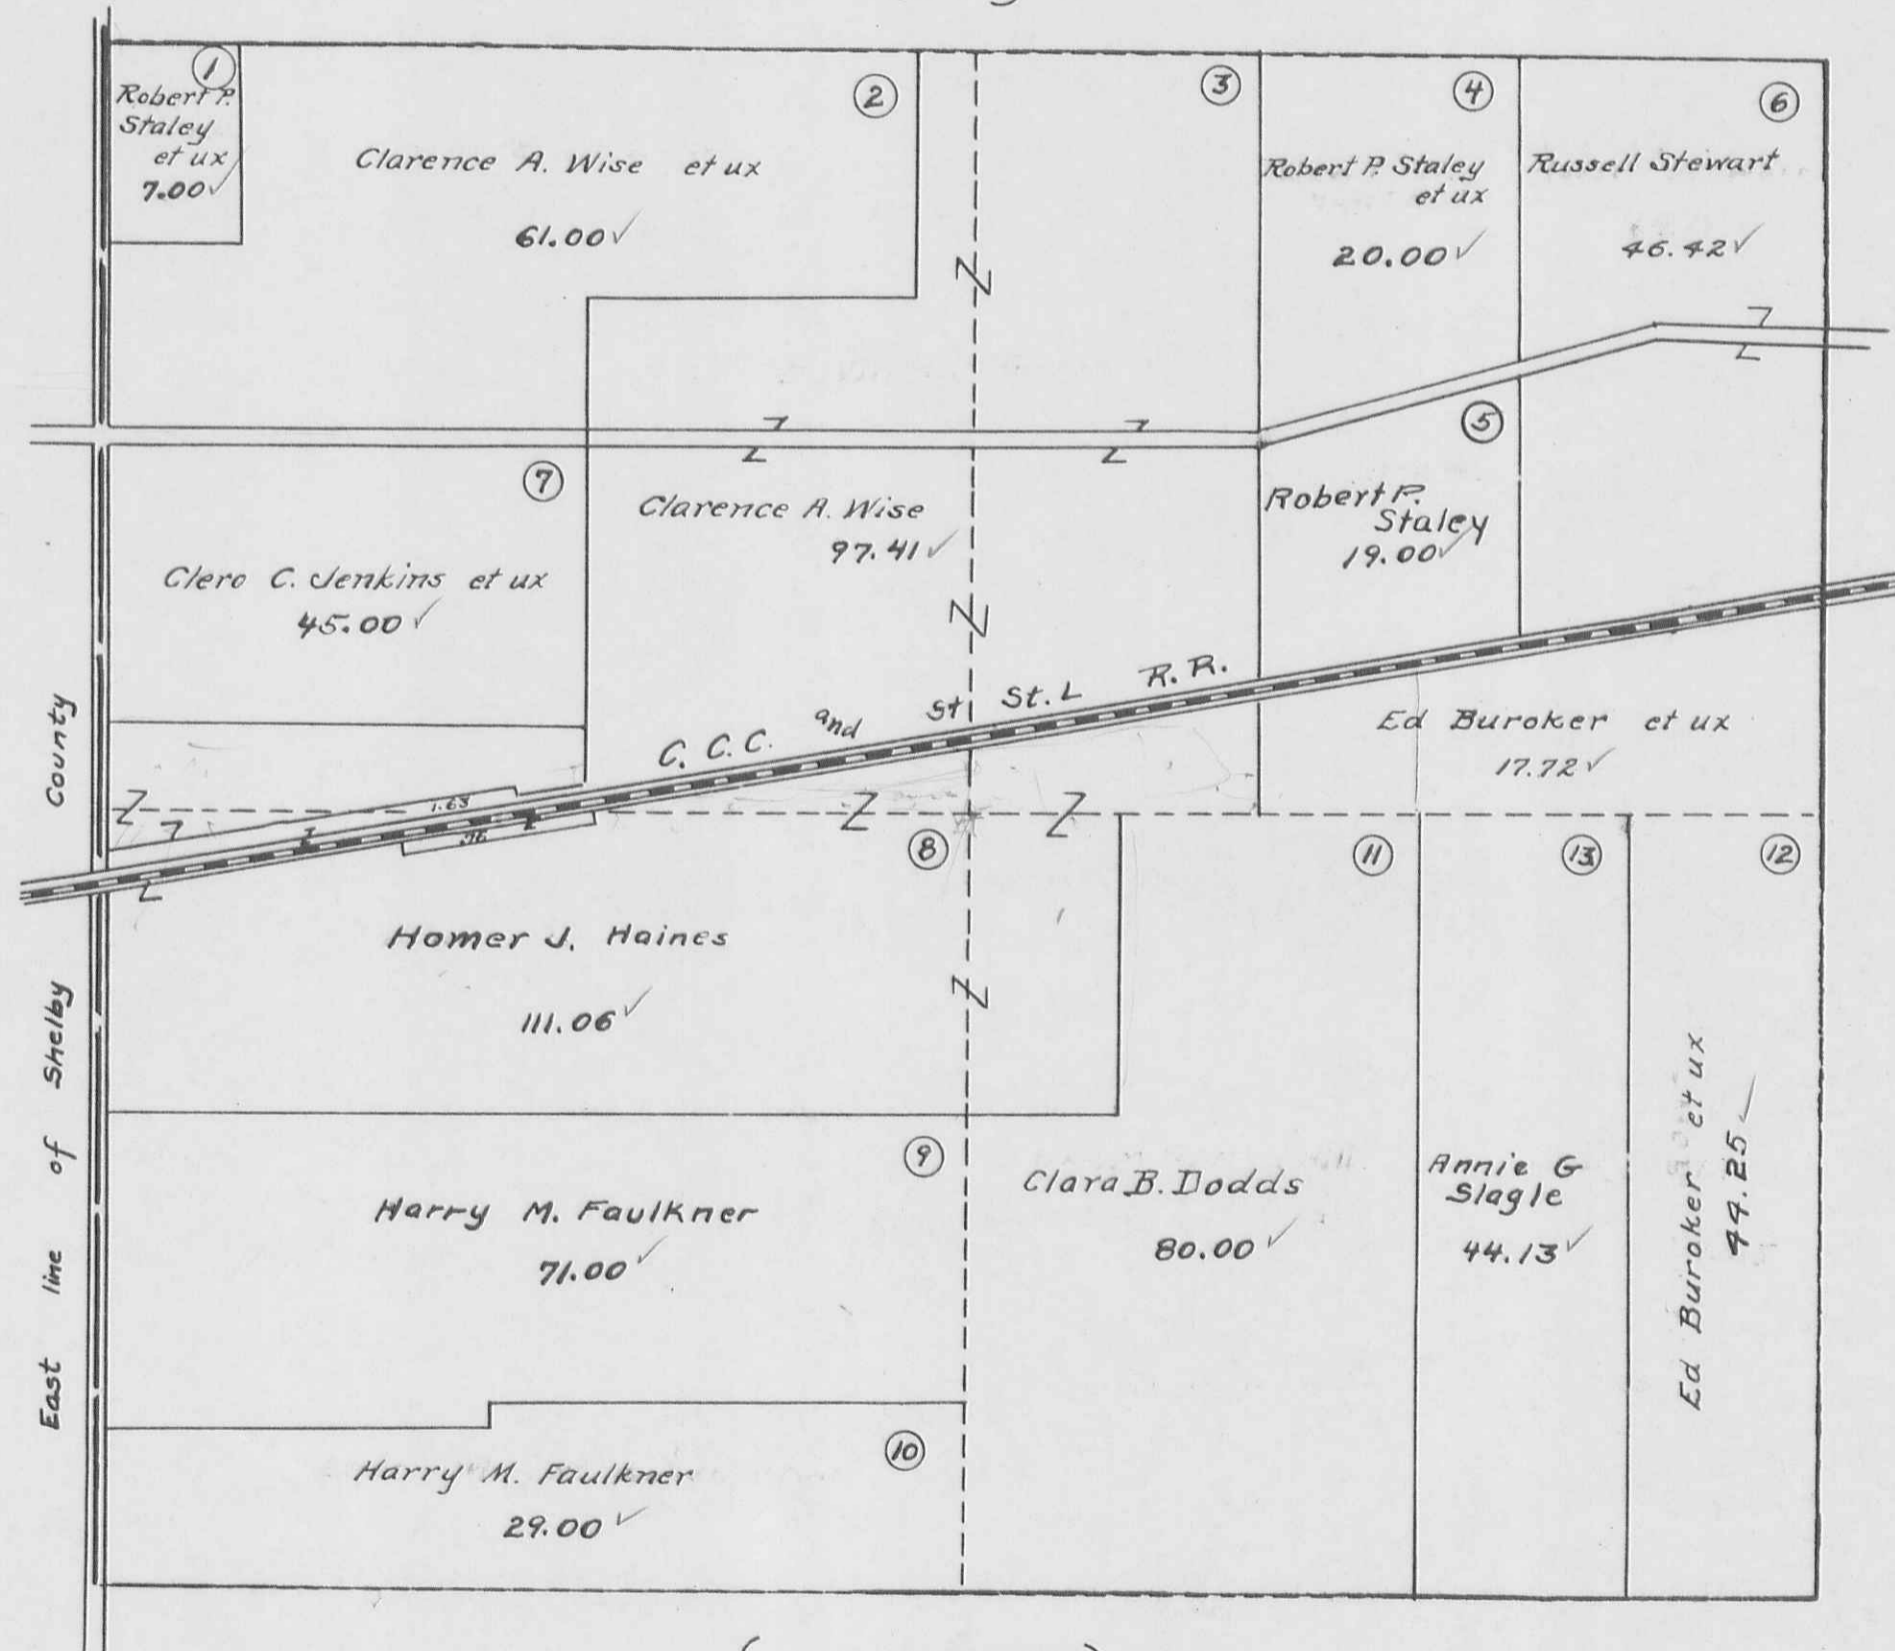 1
Robert P.
Staley
et ux
7.00✓
2
Clarence A. Wise et ux
61.00✓
3
4
Robert P. Staley
et ux
20.00✓
6
Russell Stewart
46.42✓
5
Robert P.
Staley
19.00✓
7
Clero C. Jenkins et ux
45.00✓
Clarence A. Wise
97.41✓
C. C. C. and St St. L R. R.
Ed Buroker et ux
17.72✓
1.63
.76
8
Homer J. Haines
111.06✓
11
13
12
9
Harry M. Faulkner
71.00✓
Clara B. Dodds
80.00✓
Annie G
Slagle
44.13✓
Ed Buroker et ux
44.25✓
10
Harry M. Faulkner
29.00✓
East line of Shelby County